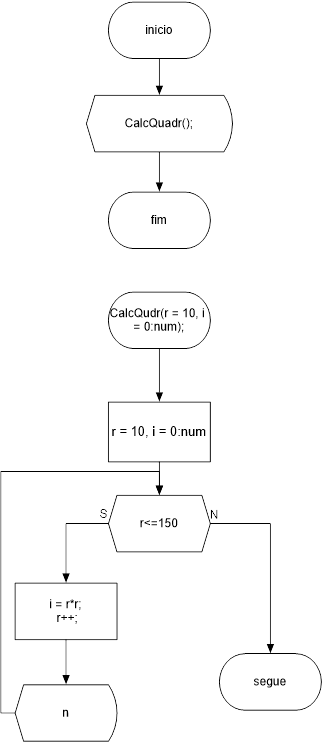 inicio
CalcQuadr();
fim
CalcQudr(r = 10, i
= 0:num);
r = 10, i = 0:num
r<=150
S
N
i = r*r;
r++;
segue
n